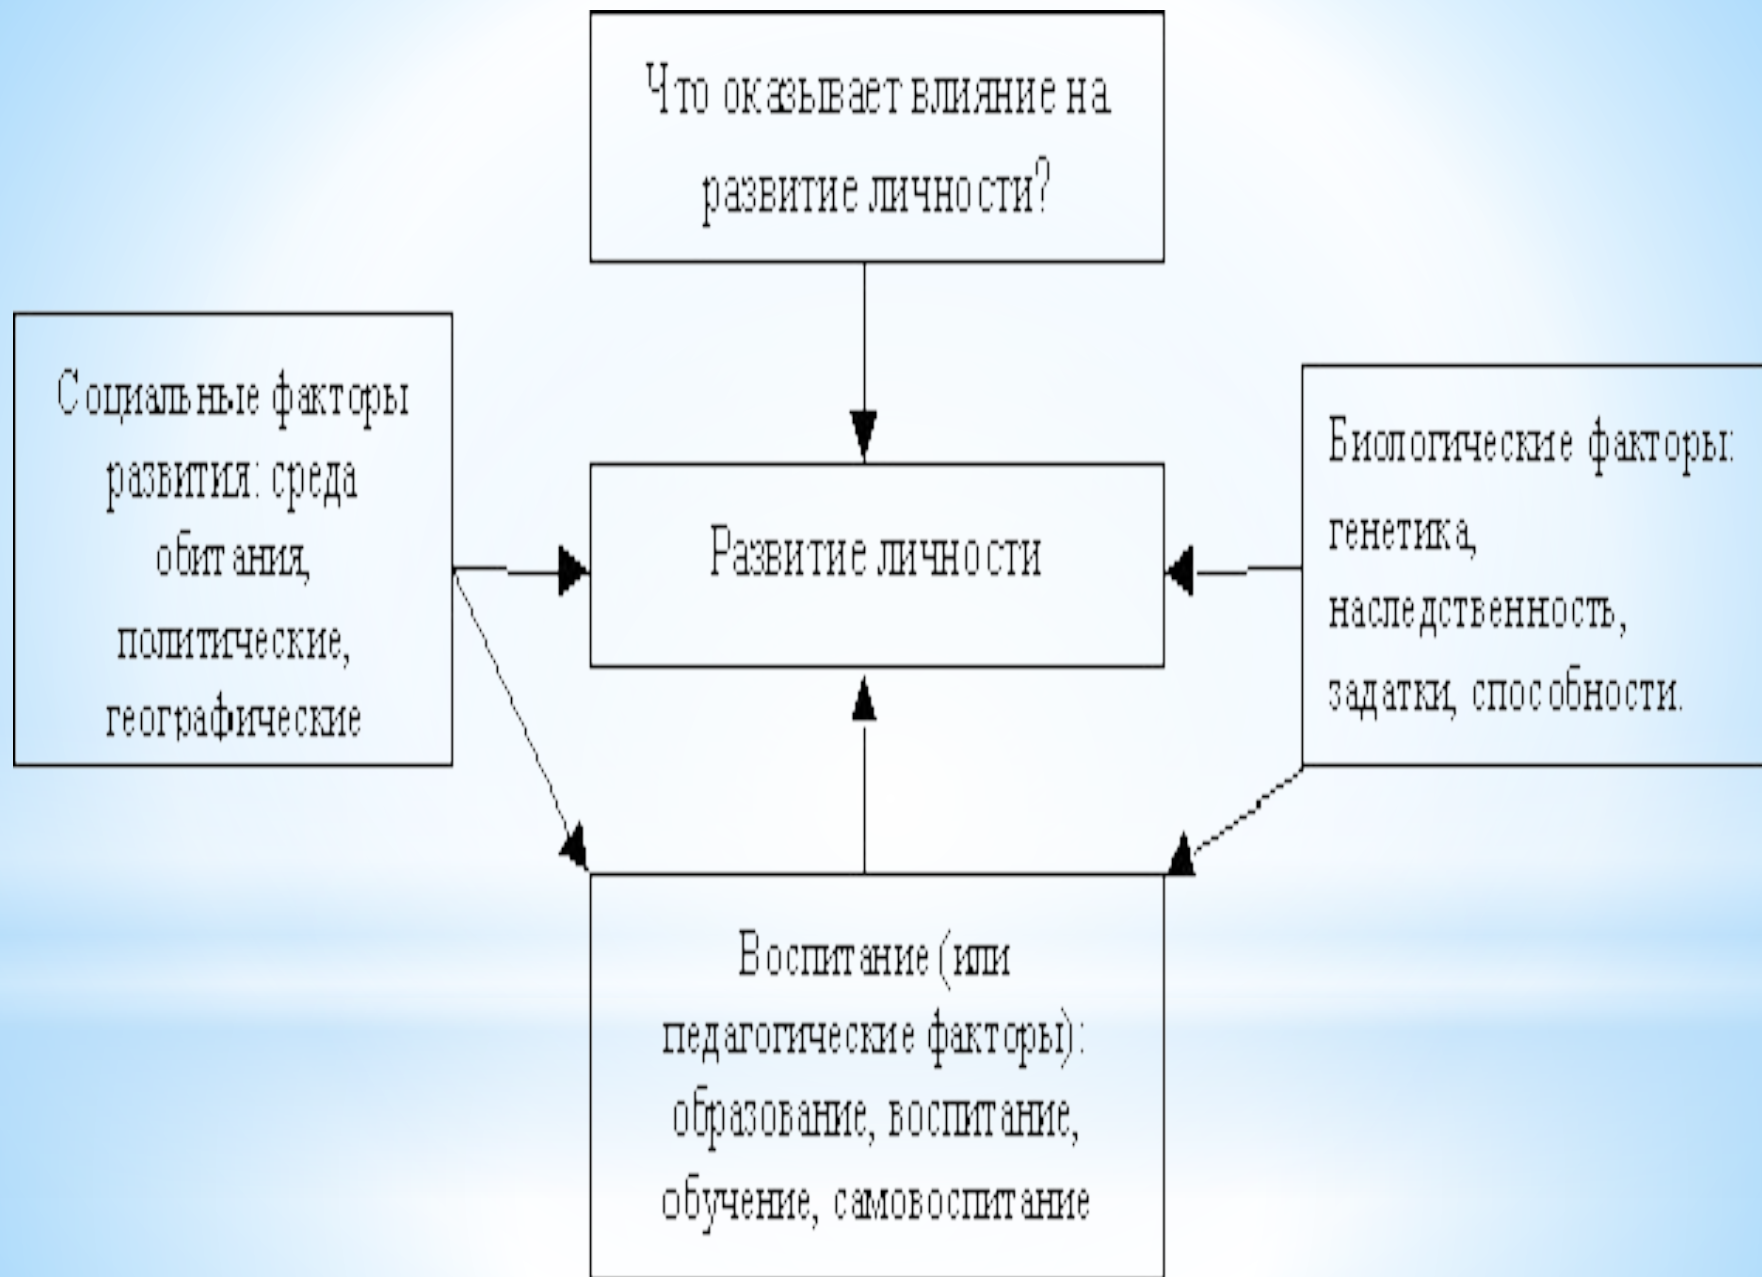 Что оказывает влияние на
развитие личности?
Социальные факторы
развития: среда
обитания,
политические,
географические
Развитие личности
Биологические факторы:
генетика,
наследственность,
задатки, способности.
Воспитание (или
педагогические факторы):
образование, воспитание,
обучение, самовоспитание